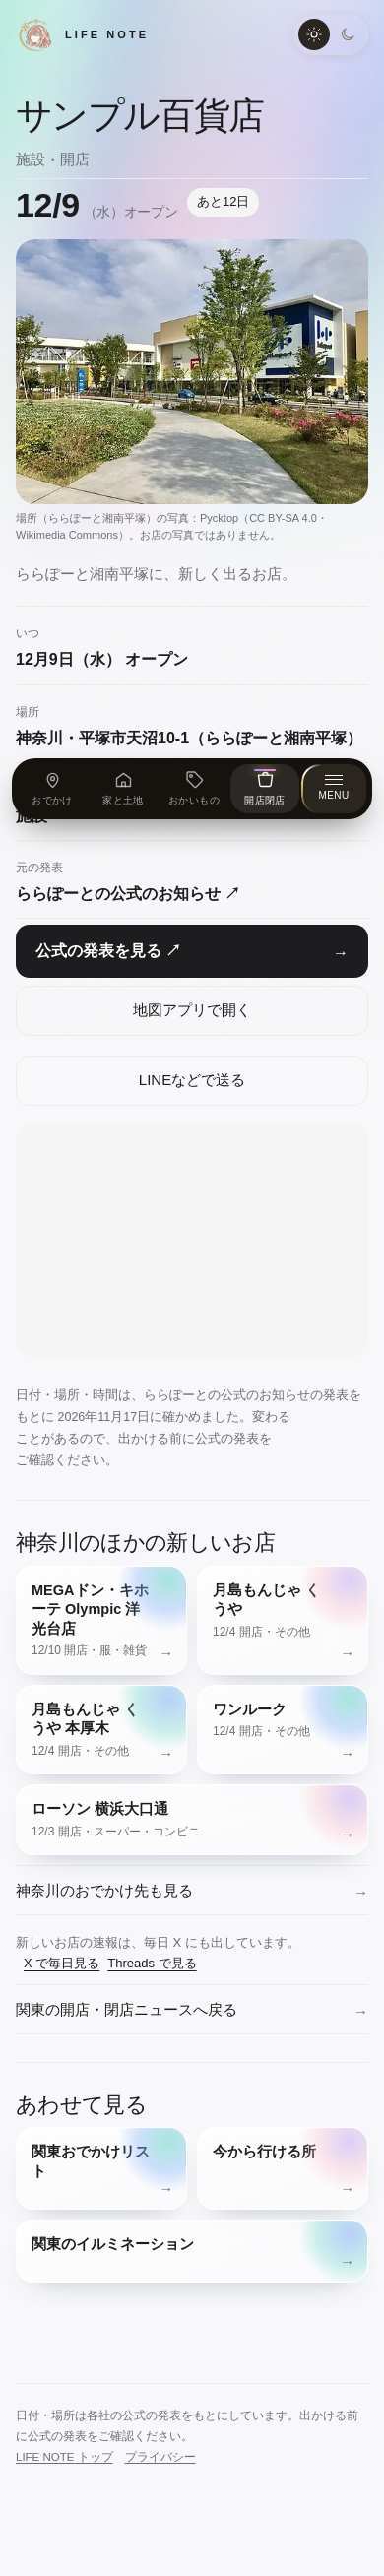 LIFE NOTE
サンプル百貨店
施設・開店
12/9 （水）オープン あと12日
場所（ららぽーと湘南平塚）の写真：Pycktop（CC BY-SA 4.0・
Wikimedia Commons）。お店の写真ではありません。
ららぽーと湘南平塚に、新しく出るお店。
いつ
12月9日（水） オープン
場所
神奈川・平塚市天沼10-1（ららぽーと湘南平塚）
おでかけ
家と土地
おかいもの
開店閉店
MENU
施設
元の発表
ららぽーとの公式のお知らせ ↗
公式の発表を見る ↗ →
地図アプリで開く
LINEなどで送る
日付・場所・時間は、ららぽーとの公式のお知らせの発表を
もとに 2026年11月17日に確かめました。変わる
ことがあるので、出かける前に公式の発表を
ご確認ください。
神奈川のほかの新しいお店
MEGAドン・キホ
ーテ Olympic 洋
光台店
12/10 開店・服・雑貨 →
月島もんじゃ く
うや
12/4 開店・その他 →
月島もんじゃ く
うや 本厚木
12/4 開店・その他 →
ワンルーク
12/4 開店・その他 →
ローソン 横浜大口通
12/3 開店・スーパー・コンビニ →
神奈川のおでかけ先も見る →
新しいお店の速報は、毎日 X にも出しています。
X で毎日見る Threads で見る
関東の開店・閉店ニュースへ戻る →
あわせて見る
関東おでかけリス
ト →
今から行ける所 →
関東のイルミネーション →
日付・場所は各社の公式の発表をもとにしています。出かける前
に公式の発表をご確認ください。
LIFE NOTE トップ プライバシー